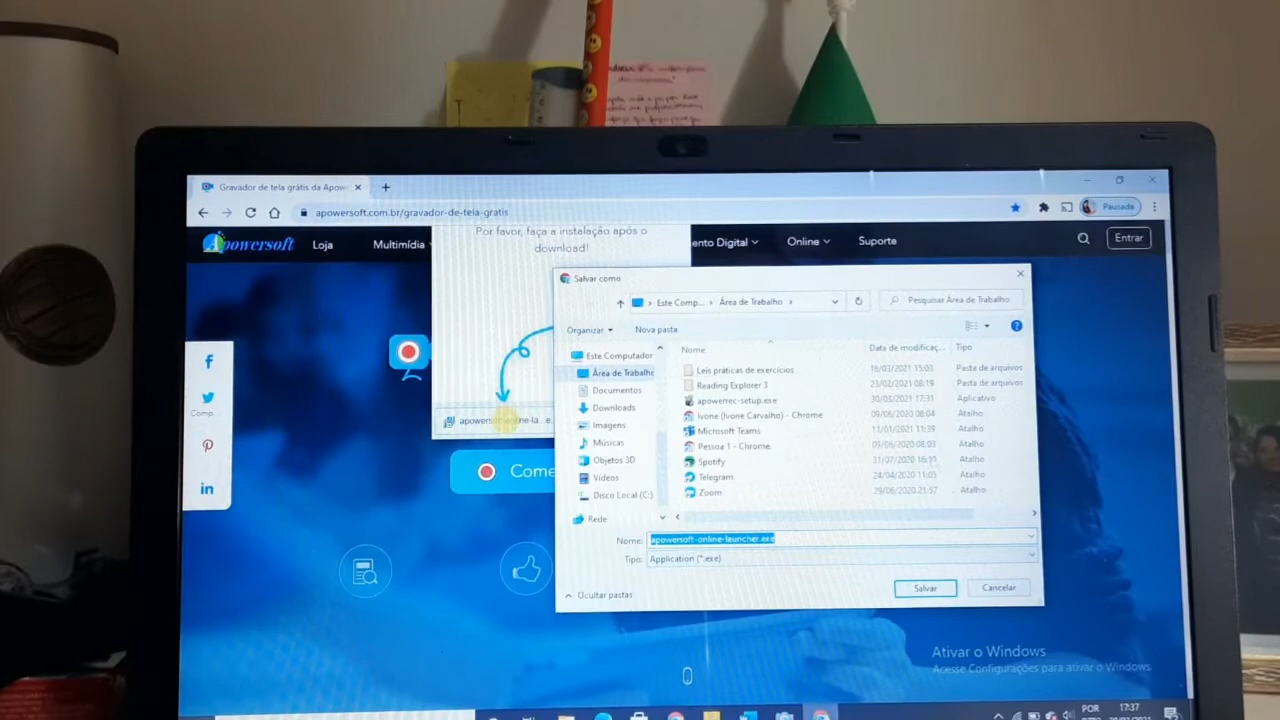 Gravador de tela grátis da Apow
apowersoft.com.br/gravador-de-tela-gratis
Pausada
Apowersoft
Loja
Multimídia
ento Digital
Online
Suporte
Entrar
Por favor, faça a instalação após o
download!
Salvar como
Este Comp... > Área de Trabalho >
Pesquisar Área de Trabalho
Organizar
Nova pasta
Este Computador
Área de Trabalho
Documentos
Downloads
Imagens
Músicas
Objetos 3D
Vídeos
Disco Local (C:)
Rede
Nome
Data de modificaç...
Tipo
Leis práticas de exercícios
16/03/2021 15:03
Pasta de arquivos
Reading Explorer 3
23/02/2021 08:19
Pasta de arquivos
apowerrec-setup.exe
30/03/2021 17:31
Aplicativo
Ivone (Ivone Carvalho) - Chrome
09/06/2020 08:04
Atalho
Microsoft Teams
11/01/2021 11:39
Atalho
Pessoa 1 - Chrome
09/06/2020 08:03
Atalho
Spotify
31/07/2020 16:31
Atalho
Telegram
24/04/2020 11:05
Atalho
Zoom
29/06/2020 21:57
Atalho
Nome:
apowersoft-online-launcher.exe
Tipo:
Application (*.exe)
Ocultar pastas
Salvar
Cancelar
Comp.
Come
Ativar o Windows
Acesse Configurações para ativar o Windows.
POR
17:37